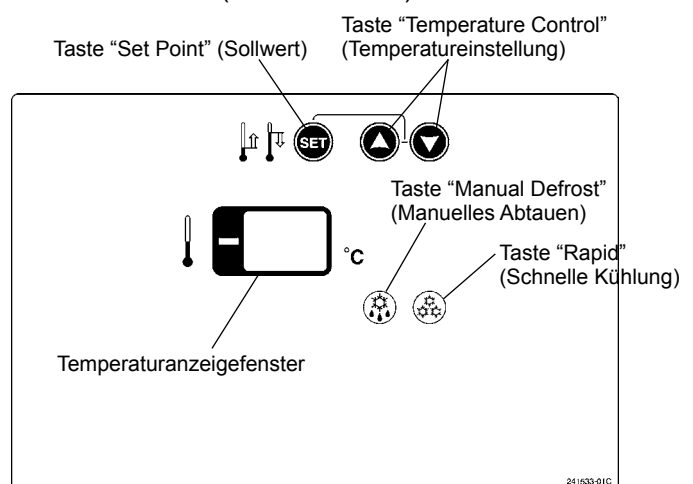 Taste “Temperature Control”
(Temperatureinstellung)
Taste “Set Point” (Sollwert)
SET
Taste “Manual Defrost”
(Manuelles Abtauen)
°C
Taste “Rapid”
(Schnelle Kühlung)
Temperaturanzeigefenster
241533-01C